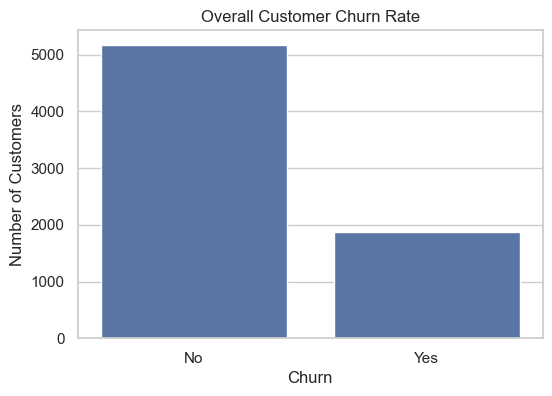 Overall Customer Churn Rate
Number of Customers
5000
4000
3000
2000
1000
0
No
Yes
Churn